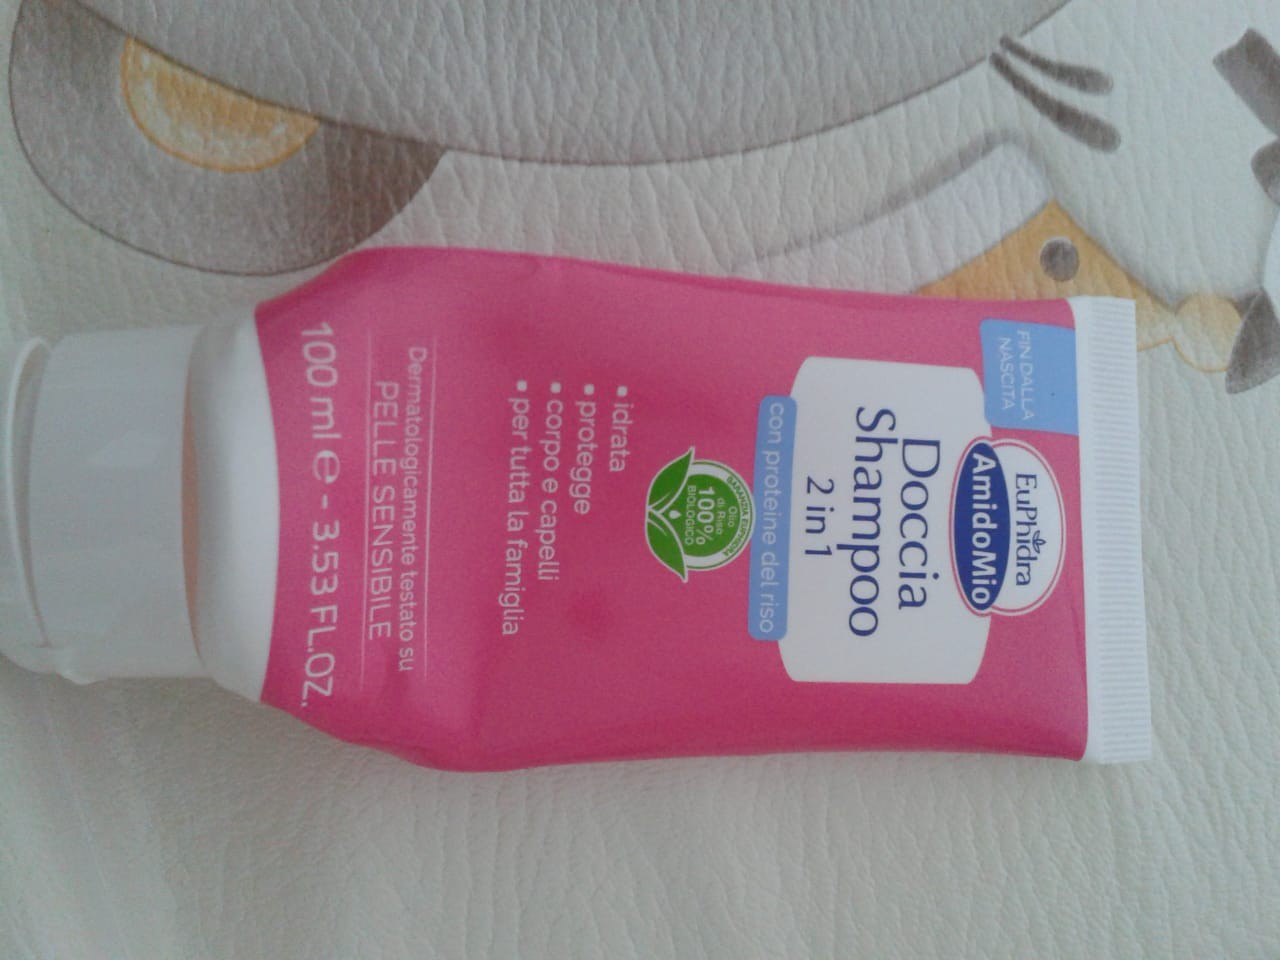 FIN DALLA
NASCITA
EuPhidra
AmidoMio
Doccia
Shampoo
2 in 1
con proteine del riso
GARANZIA EUPHIDRA
Olio
di Riso
100%
BIOLOGICO
• idrata
• protegge
• corpo e capelli
• per tutta la famiglia
Dermatologicamente testato su
PELLE SENSIBILE
100 ml e - 3.53 FL.OZ.